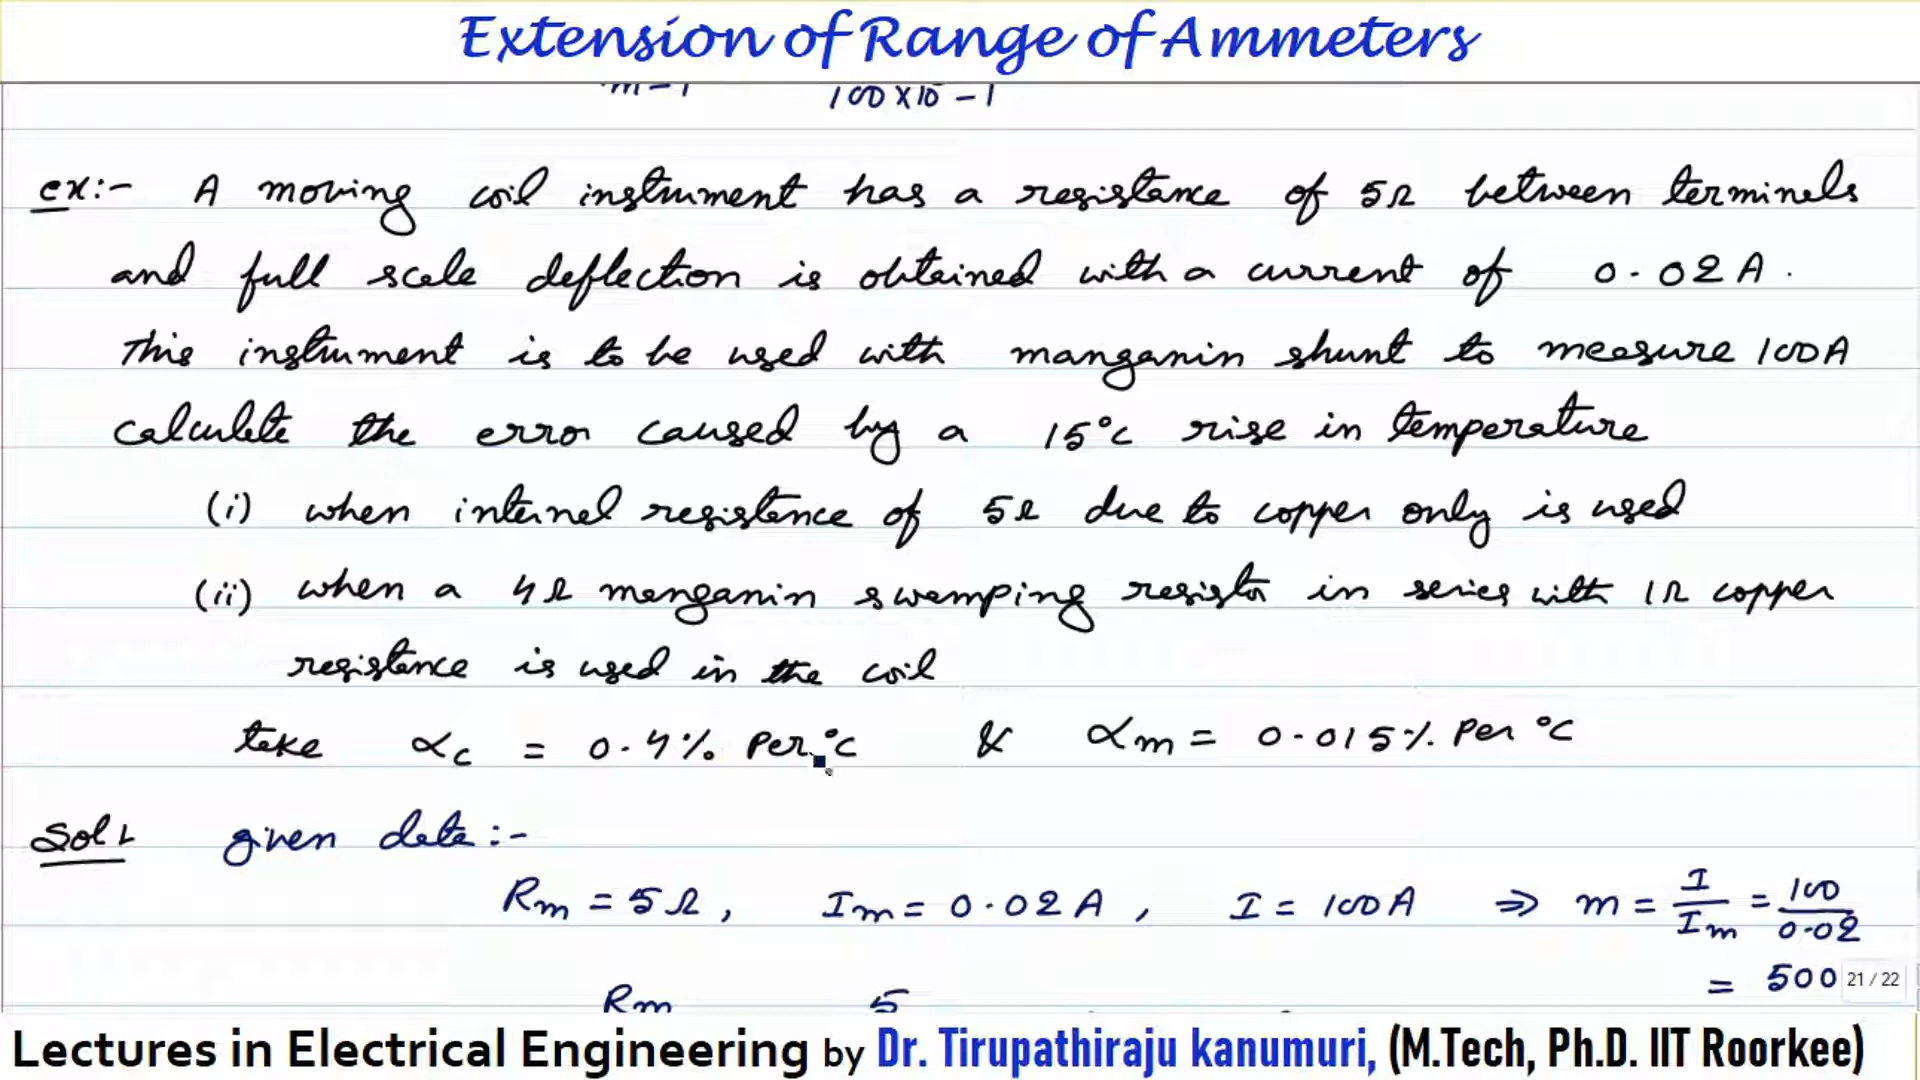 Extension of Range of Ammeters
m-1 100x10 -1
ex:- A moving coil instrument has a resistance of 5Ω between terminals
and full scale deflection is obtained with a current of 0.02A.
This instrument is to be used with manganin shunt to measure 100A
calculate the error caused by a 15°C rise in temperature
(i) when internal resistance of 5Ω due to copper only is used
(ii) when a 4Ω manganin swamping resistor in series with 1Ω copper
resistance is used in the coil
take αc = 0.4% Per °C & αm = 0.015% Per °C
Sol: given data:-
Rm = 5Ω, Im = 0.02A, I = 100A ⇒ m = I/Im = 100/0.02
= 500
21 / 22
Rm 5
Lectures in Electrical Engineering by Dr. Tirupathiraju kanumuri, (M.Tech, Ph.D. IIT Roorkee)